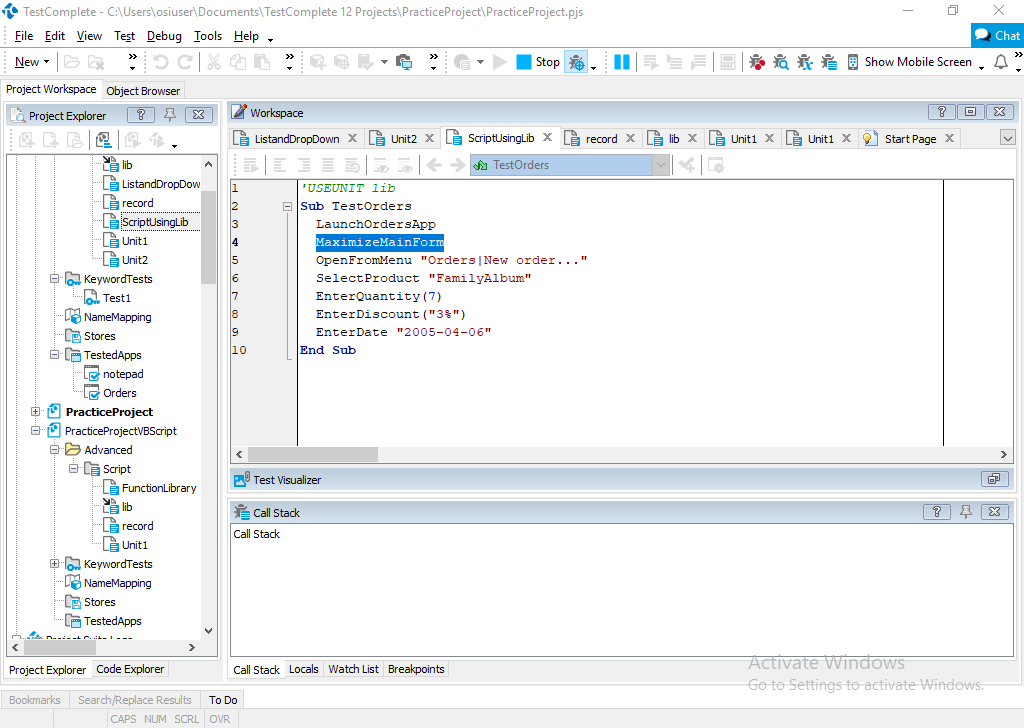 TestComplete - C:\Users\osiuser\Documents\TestComplete 12 Projects\PracticeProject\PracticeProject.pjs
File Edit View Test Debug Tools Help
Chat
New Stop Show Mobile Screen
Project Workspace Object Browser
Project Explorer
lib
ListandDropDow
record
ScriptUsingLib
Unit1
Unit2
KeywordTests
Test1
NameMapping
Stores
TestedApps
notepad
Orders
PracticeProject
PracticeProjectVBScript
Advanced
Script
FunctionLibrary
lib
record
Unit1
KeywordTests
NameMapping
Stores
TestedApps
Project Suite Logs
Project Explorer Code Explorer
Workspace
ListandDropDown Unit2 ScriptUsingLib record lib Unit1 Unit1 Start Page
TestOrders
1 'USEUNIT lib
2 Sub TestOrders
3 LaunchOrdersApp
4 MaximizeMainForm
5 OpenFromMenu "Orders|New order..."
6 SelectProduct "FamilyAlbum"
7 EnterQuantity(7)
8 EnterDiscount("3%")
9 EnterDate "2005-04-06"
10 End Sub
Test Visualizer
Call Stack
Call Stack
Call Stack Locals Watch List Breakpoints
Activate Windows
Go to Settings to activate Windows.
Bookmarks Search/Replace Results To Do
CAPS NUM SCRL OVR